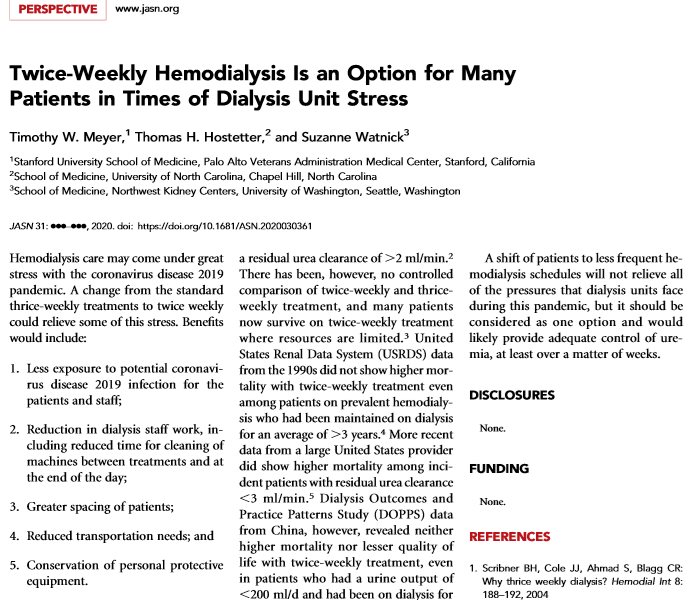 PERSPECTIVE www.jasn.org
Twice-Weekly Hemodialysis Is an Option for Many
Patients in Times of Dialysis Unit Stress
Timothy W. Meyer,1 Thomas H. Hostetter,2 and Suzanne Watnick3
1Stanford University School of Medicine, Palo Alto Veterans Administration Medical Center, Stanford, California
2School of Medicine, University of North Carolina, Chapel Hill, North Carolina
3School of Medicine, Northwest Kidney Centers, University of Washington, Seattle, Washington
JASN 31: ●●●–●●●, 2020. doi: https://doi.org/10.1681/ASN.2020030361
Hemodialysis care may come under great
stress with the coronavirus disease 2019
pandemic. A change from the standard
thrice-weekly treatments to twice weekly
could relieve some of this stress. Benefits
would include:
1. Less exposure to potential coronavi-
rus disease 2019 infection for the
patients and staff;
2. Reduction in dialysis staff work, in-
cluding reduced time for cleaning of
machines between treatments and at
the end of the day;
3. Greater spacing of patients;
4. Reduced transportation needs; and
5. Conservation of personal protective
equipment.
a residual urea clearance of >2 ml/min.2
There has been, however, no controlled
comparison of twice-weekly and thrice-
weekly treatment, and many patients
now survive on twice-weekly treatment
where resources are limited.3 United
States Renal Data System (USRDS) data
from the 1990s did not show higher mor-
tality with twice-weekly treatment even
among patients on prevalent hemodialy-
sis who had been maintained on dialysis
for an average of >3 years.4 More recent
data from a large United States provider
did show higher mortality among inci-
dent patients with residual urea clearance
<3 ml/min.5 Dialysis Outcomes and
Practice Patterns Study (DOPPS) data
from China, however, revealed neither
higher mortality nor lesser quality of
life with twice-weekly treatment, even
in patients who had a urine output of
<200 ml/d and had been on dialysis for
A shift of patients to less frequent he-
modialysis schedules will not relieve all
of the pressures that dialysis units face
during this pandemic, but it should be
considered as one option and would
likely provide adequate control of ure-
mia, at least over a matter of weeks.
DISCLOSURES
None.
FUNDING
None.
REFERENCES
1. Scribner BH, Cole JJ, Ahmad S, Blagg CR:
Why thrice weekly dialysis? Hemodial Int 8:
188–192, 2004